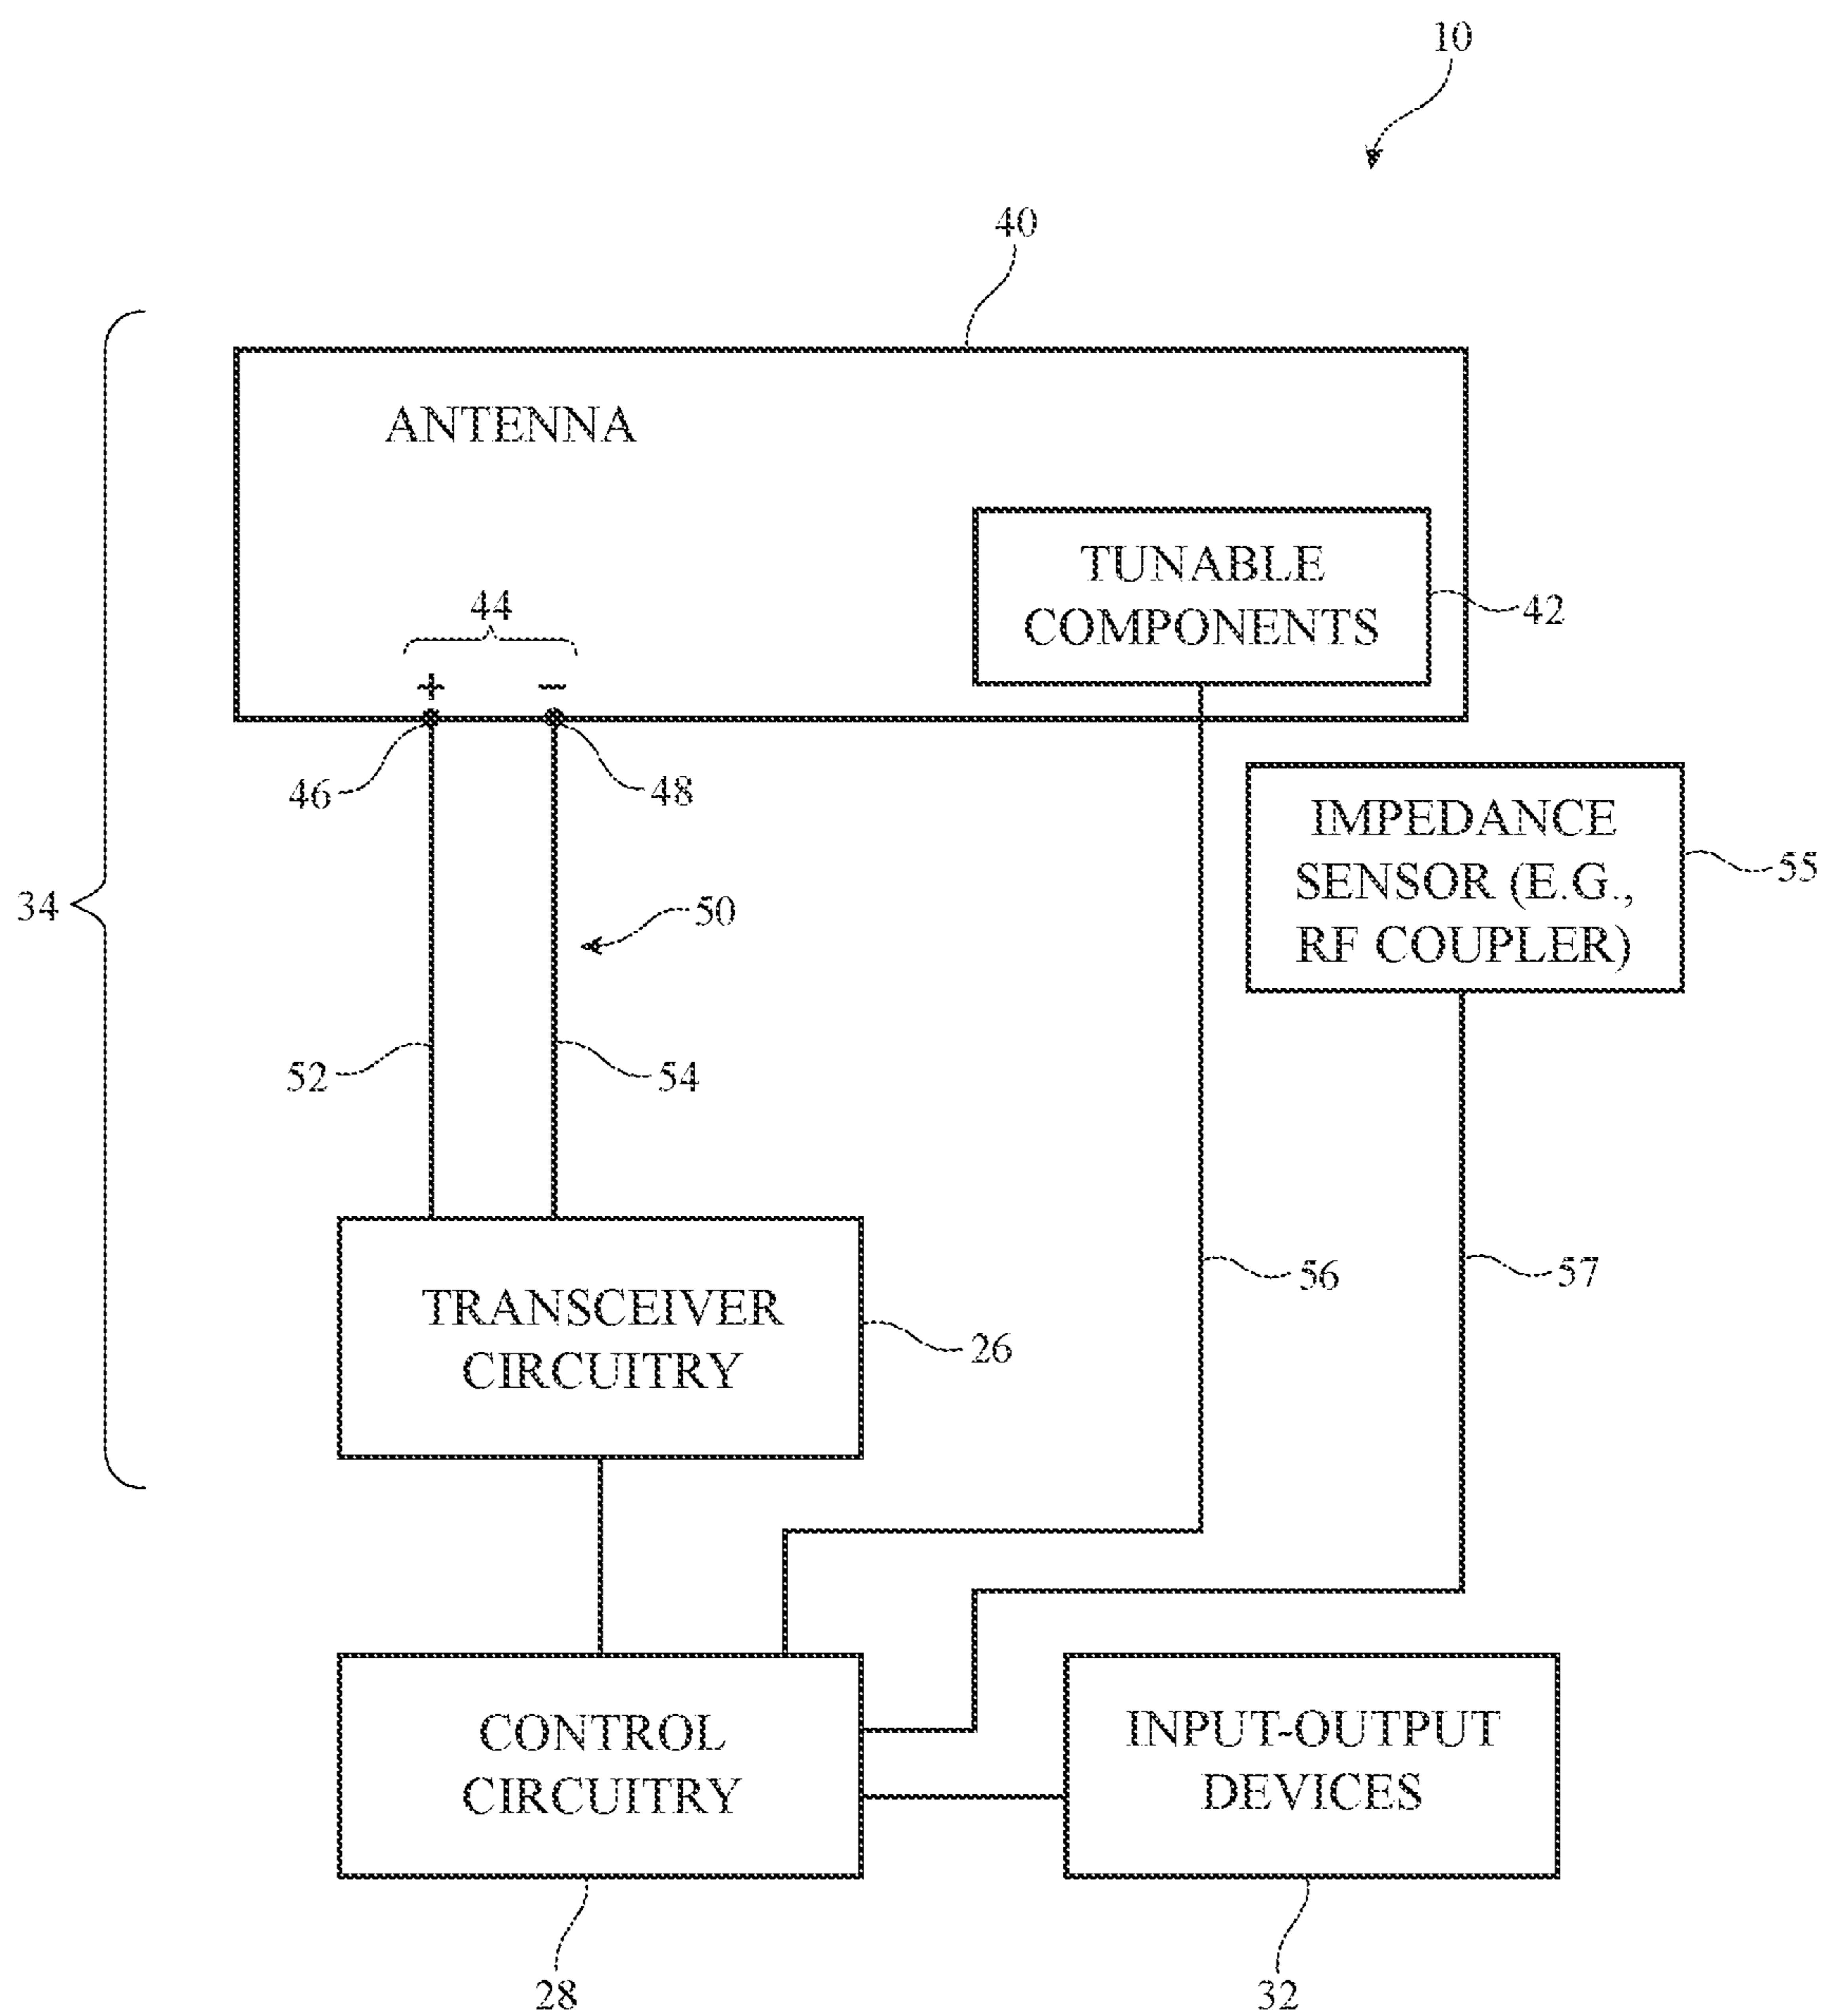 10
40
ANTENNA
TUNABLE
COMPONENTS
42
44
+ −
46
48
IMPEDANCE
SENSOR (E.G.,
RF COUPLER)
55
34
50
52
54
56
57
TRANSCEIVER
CIRCUITRY
26
CONTROL
CIRCUITRY
INPUT-OUTPUT
DEVICES
28
32